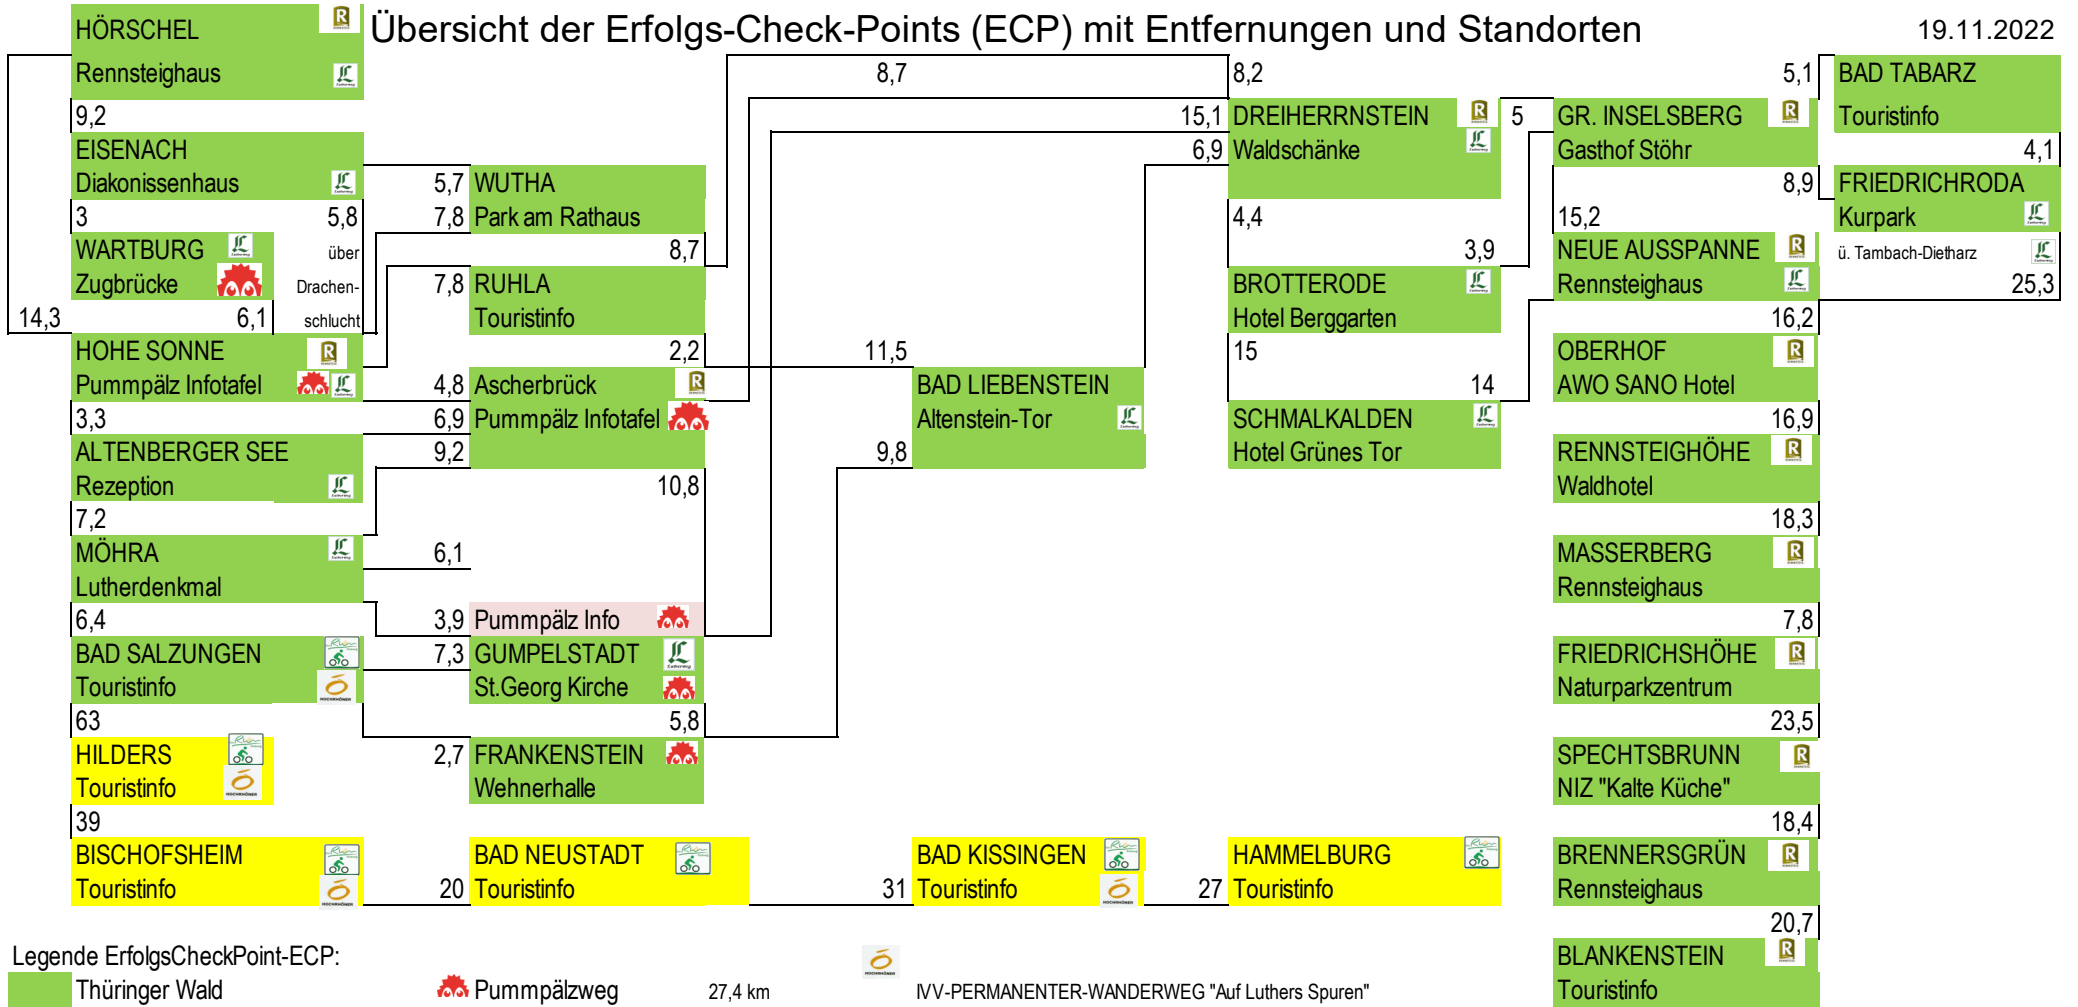 HÖRSCHEL
Übersicht der Erfolgs-Check-Points (ECP) mit Entfernungen und Standorten
19.11.2022
Rennsteighaus
8,7
8,2
5,1
BAD TABARZ
9,2
15,1
DREIHERRNSTEIN
5
GR. INSELSBERG
Touristinfo
EISENACH
6,9
Waldschänke
Gasthof Stöhr
4,1
Diakonissenhaus
5,7
WUTHA
8,9
FRIEDRICHRODA
3
5,8
7,8
Park am Rathaus
4,4
15,2
Kurpark
WARTBURG
über
8,7
3,9
NEUE AUSSPANNE
ü. Tambach-Dietharz
Zugbrücke
Drachen-
7,8
RUHLA
BROTTERODE
Rennsteighaus
25,3
14,3
6,1
schlucht
Touristinfo
Hotel Berggarten
16,2
HOHE SONNE
2,2
11,5
15
OBERHOF
Pummpälz Infotafel
4,8
Ascherbrück
BAD LIEBENSTEIN
14
AWO SANO Hotel
3,3
6,9
Pummpälz Infotafel
Altenstein-Tor
SCHMALKALDEN
16,9
ALTENBERGER SEE
9,2
9,8
Hotel Grünes Tor
RENNSTEIGHÖHE
Rezeption
10,8
Waldhotel
7,2
18,3
MÖHRA
6,1
MASSERBERG
Lutherdenkmal
Rennsteighaus
6,4
3,9
Pummpälz Info
7,8
BAD SALZUNGEN
7,3
GUMPELSTADT
FRIEDRICHSHÖHE
Touristinfo
St.Georg Kirche
Naturparkzentrum
63
5,8
23,5
HILDERS
2,7
FRANKENSTEIN
SPECHTSBRUNN
Touristinfo
Wehnerhalle
NIZ "Kalte Küche"
39
18,4
BISCHOFSHEIM
BAD NEUSTADT
BAD KISSINGEN
HAMMELBURG
BRENNERSGRÜN
Touristinfo
20
Touristinfo
31
Touristinfo
27
Touristinfo
Rennsteighaus
20,7
Legende ErfolgsCheckPoint-ECP:
BLANKENSTEIN
Thüringer Wald
Pummpälzweg
27,4 km
IVV-PERMANENTER-WANDERWEG "Auf Luthers Spuren"
Touristinfo